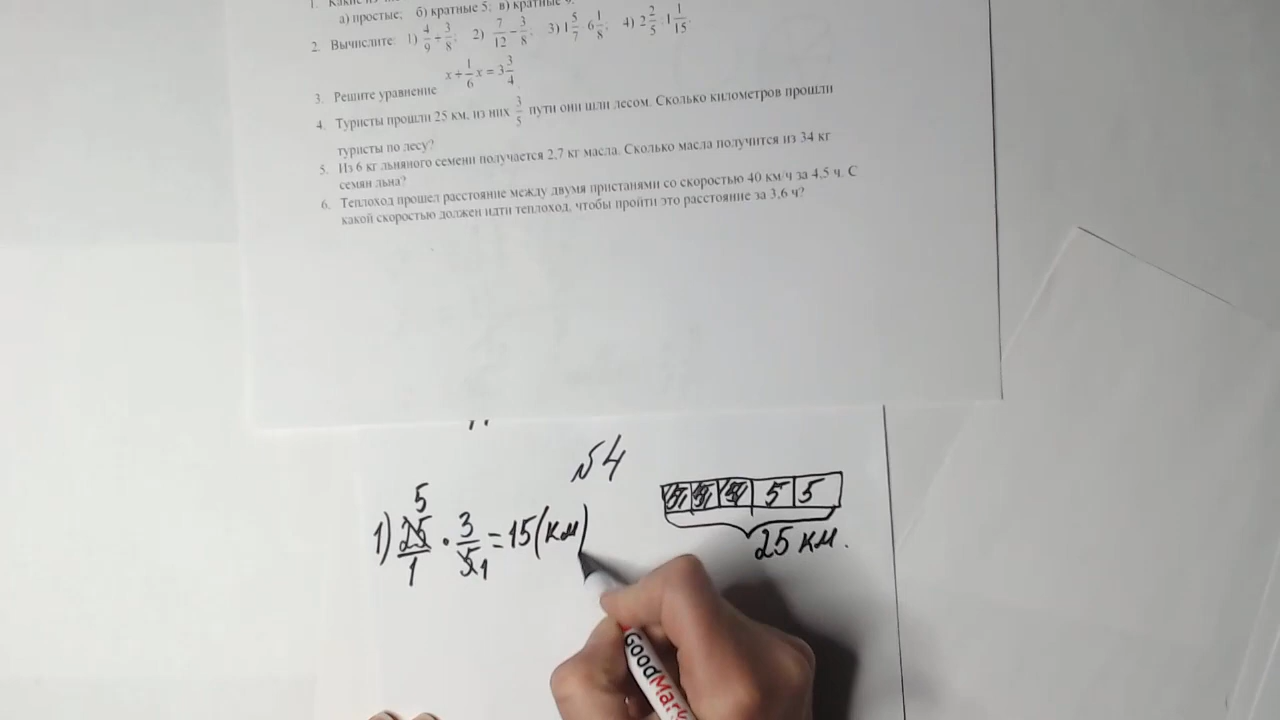 1. Какие из
а) простые; б) кратные 5; в) кратные
2. Вычислите: 1) 4/9 + 3/8; 2) 7/12 − 3/8; 3) 1 5/7 · 6 1/8; 4) 2 2/5 : 1 1/15.
3. Решите уравнение x + 1/6 x = 3 3/4.
4. Туристы прошли 25 км, из них 3/5 пути они шли лесом. Сколько километров прошли
туристы по лесу?
5. Из 6 кг льняного семени получается 2,7 кг масла. Сколько масла получится из 34 кг
семян льна?
6. Теплоход прошел расстояние между двумя пристанями со скоростью 40 км/ч за 4,5 ч. С
какой скоростью должен идти теплоход, чтобы пройти это расстояние за 3,6 ч?
№4
5 5 5 5 5
25 км.
5
1) 25/1 · 3/5 = 15 (км)
1
GoodMark